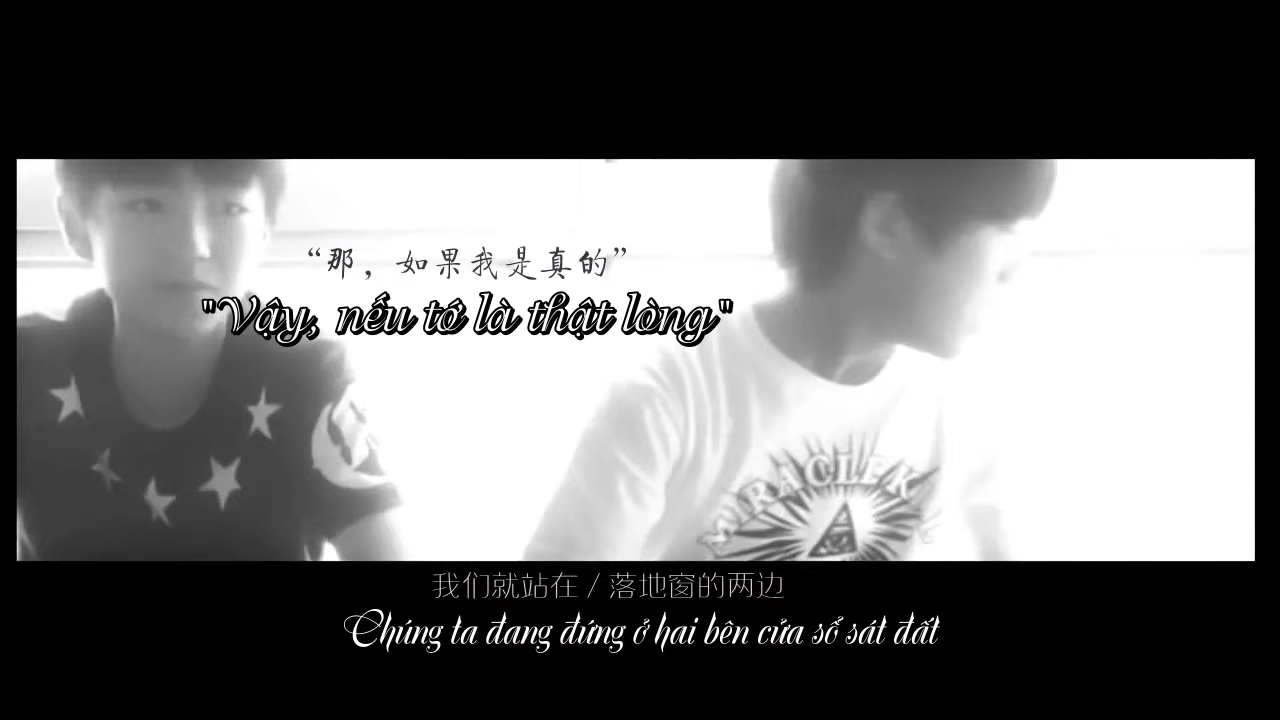 “那，如果我是真的”
"Vậy, nếu tớ là thật lòng"
MIRACLEK
我们就站在 / 落地窗的两边
Chúng ta đang đứng ở hai bên cửa sổ sát đất